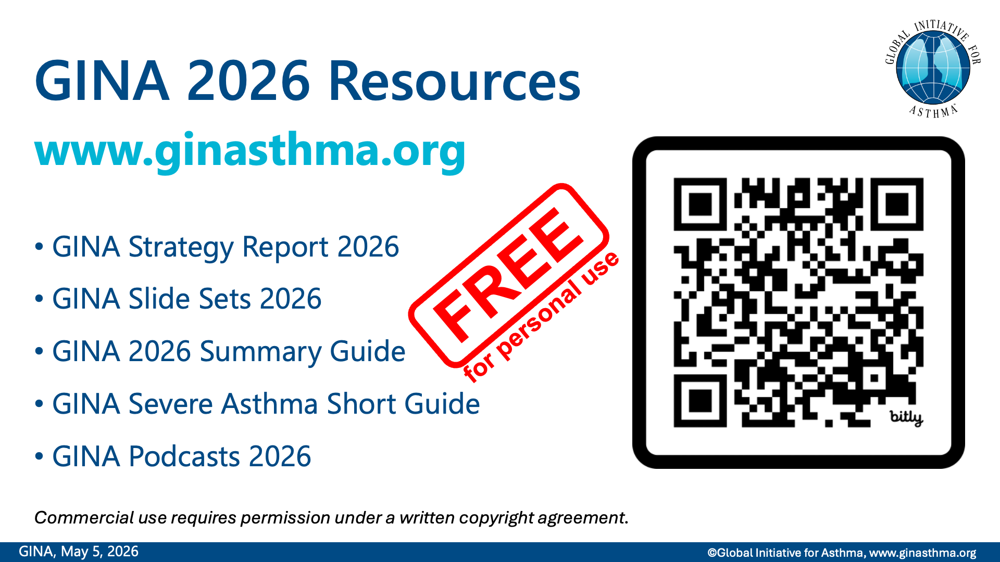 GLOBAL INITIATIVE FOR
ASTHMA
GINA 2026 Resources
www.ginasthma.org
• GINA Strategy Report 2026
• GINA Slide Sets 2026
• GINA 2026 Summary Guide
• GINA Severe Asthma Short Guide
• GINA Podcasts 2026
FREE
for personal use
bitly
Commercial use requires permission under a written copyright agreement.
GINA, May 5, 2026
©Global Initiative for Asthma, www.ginasthma.org